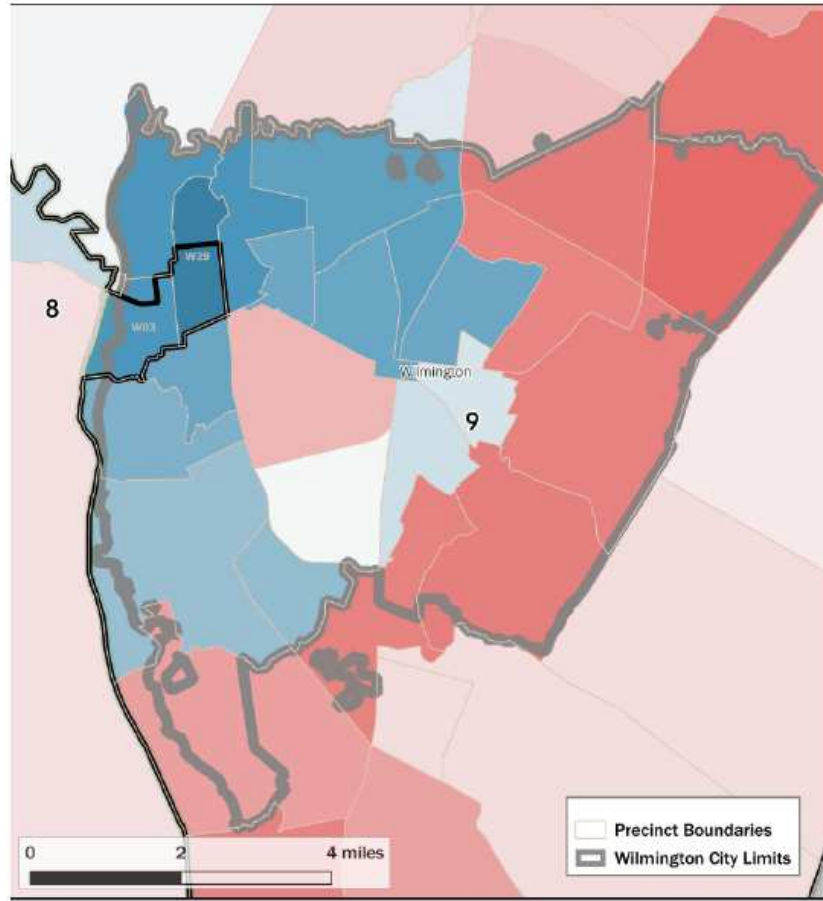 W29
8
W03
Wilmington
9
Precinct Boundaries
Wilmington City Limits
0 2 4 miles